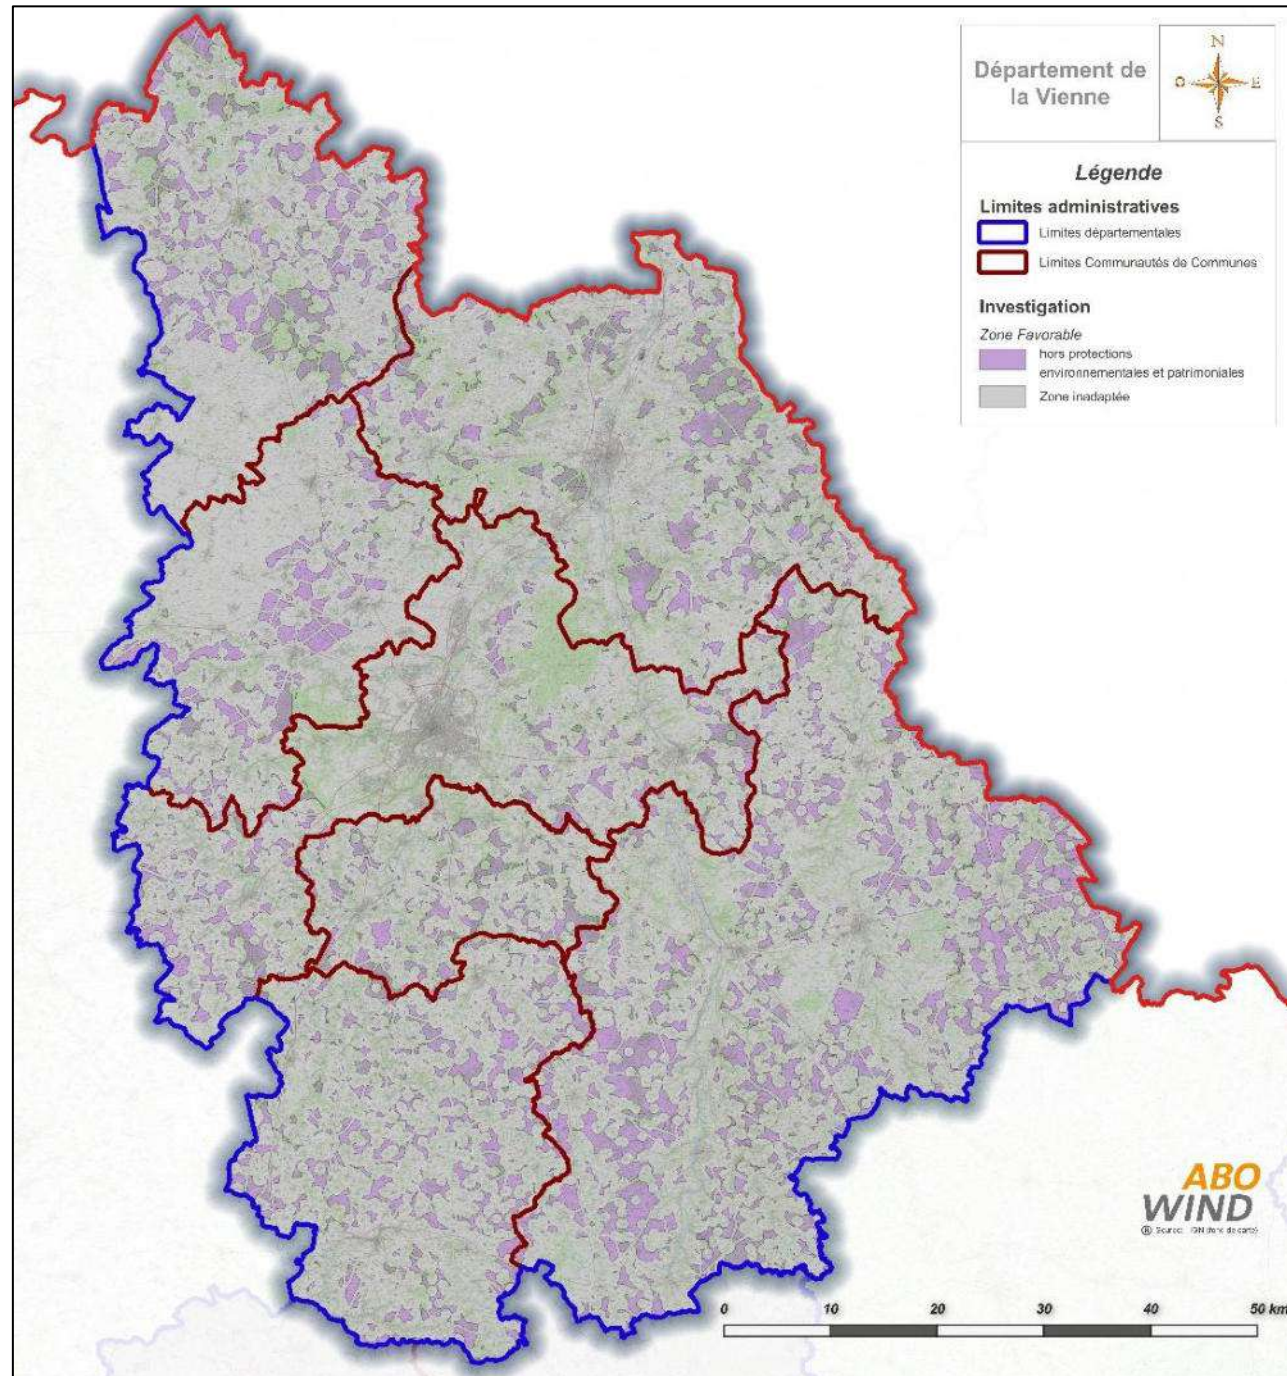 Département de
la Vienne
N
O
E
S
Légende
Limites administratives
Limites départementales
Limites Communautés de Communes
Investigation
Zone Favorable
hors protections
environnementales et patrimoniales
Zone inadaptée
ABO
WIND
0 10 20 30 40 50 km